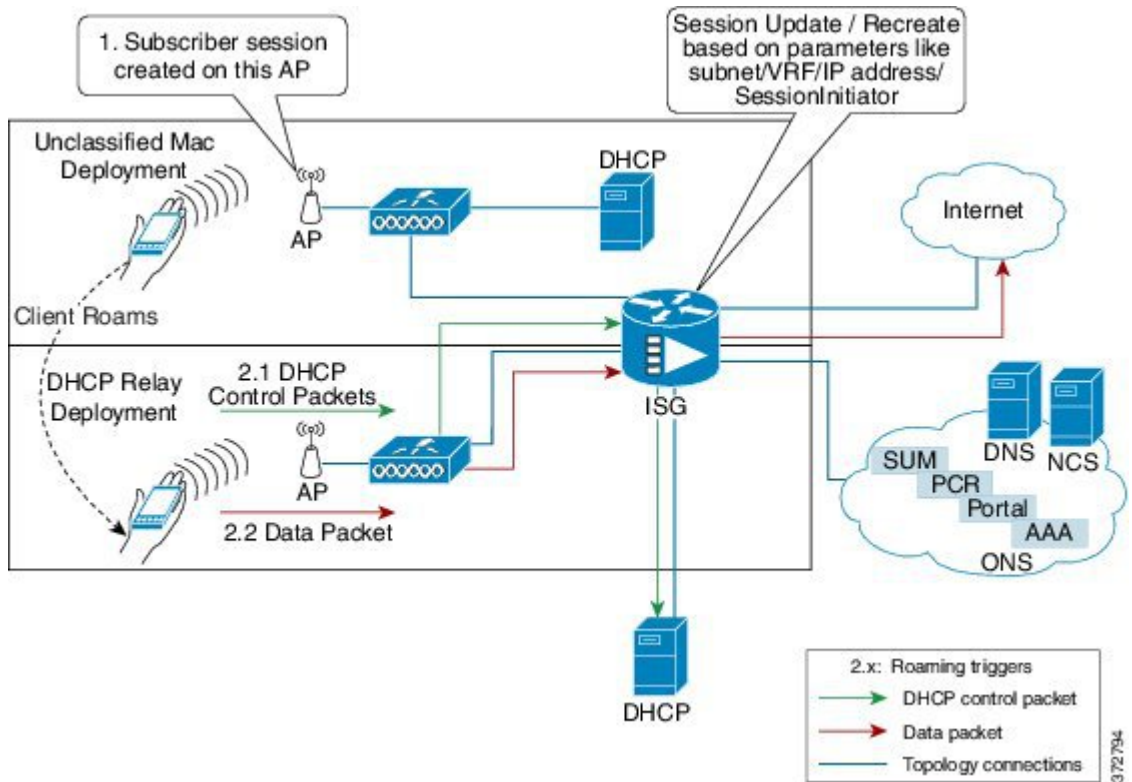 1. Subscriber session
created on this AP
Session Update / Recreate
based on parameters like
subnet/VRF/IP address/
SessionInitiator
Unclassified Mac
Deployment
AP
DHCP
Internet
Client Roams
DHCP Relay
Deployment
2.1 DHCP
Control Packets
AP
2.2 Data Packet
ISG
DNS
NCS
SUM
PCR
Portal
AAA
ONS
DHCP
2.x: Roaming triggers
DHCP control packet
Data packet
Topology connections
372794